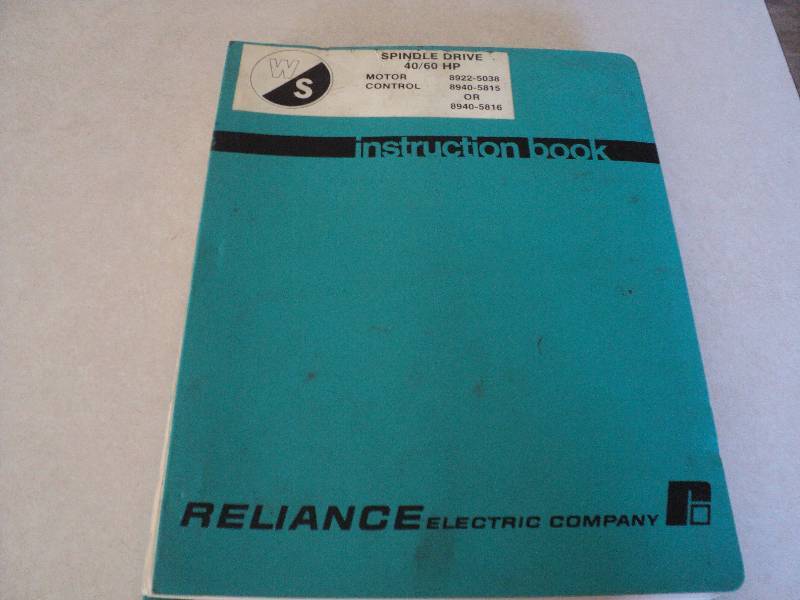 WS
SPINDLE DRIVE
40/60 HP
MOTOR 8922-5038
CONTROL 8940-5815
OR
8940-5816
instruction book
RELIANCE ELECTRIC COMPANY